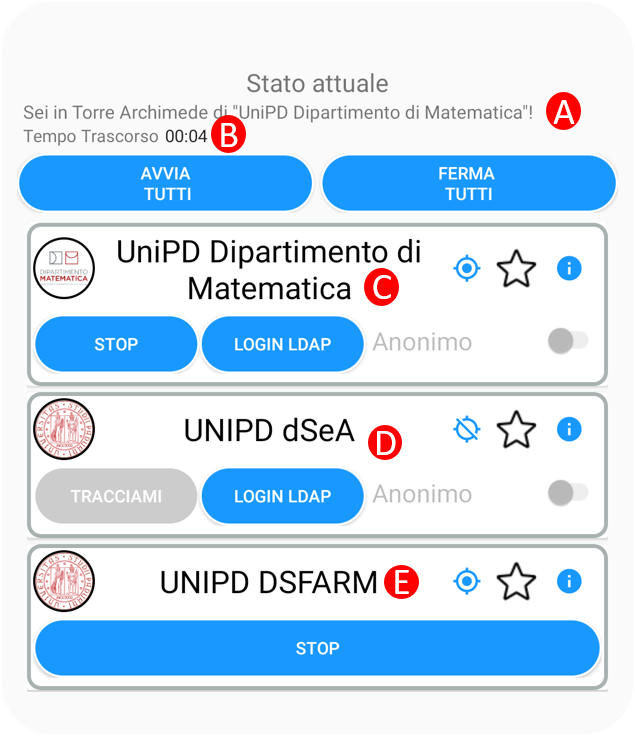 Stato attuale
Sei in Torre Archimede di "UniPD Dipartimento di Matematica"! A
Tempo Trascorso 00:04 B
AVVIA
TUTTI
FERMA
TUTTI
DIPARTIMENTO
MATEMATICA
UniPD Dipartimento di
Matematica C
STOP
LOGIN LDAP
Anonimo
UNIPD dSeA D
TRACCIAMI
LOGIN LDAP
Anonimo
UNIPD DSFARM E
STOP